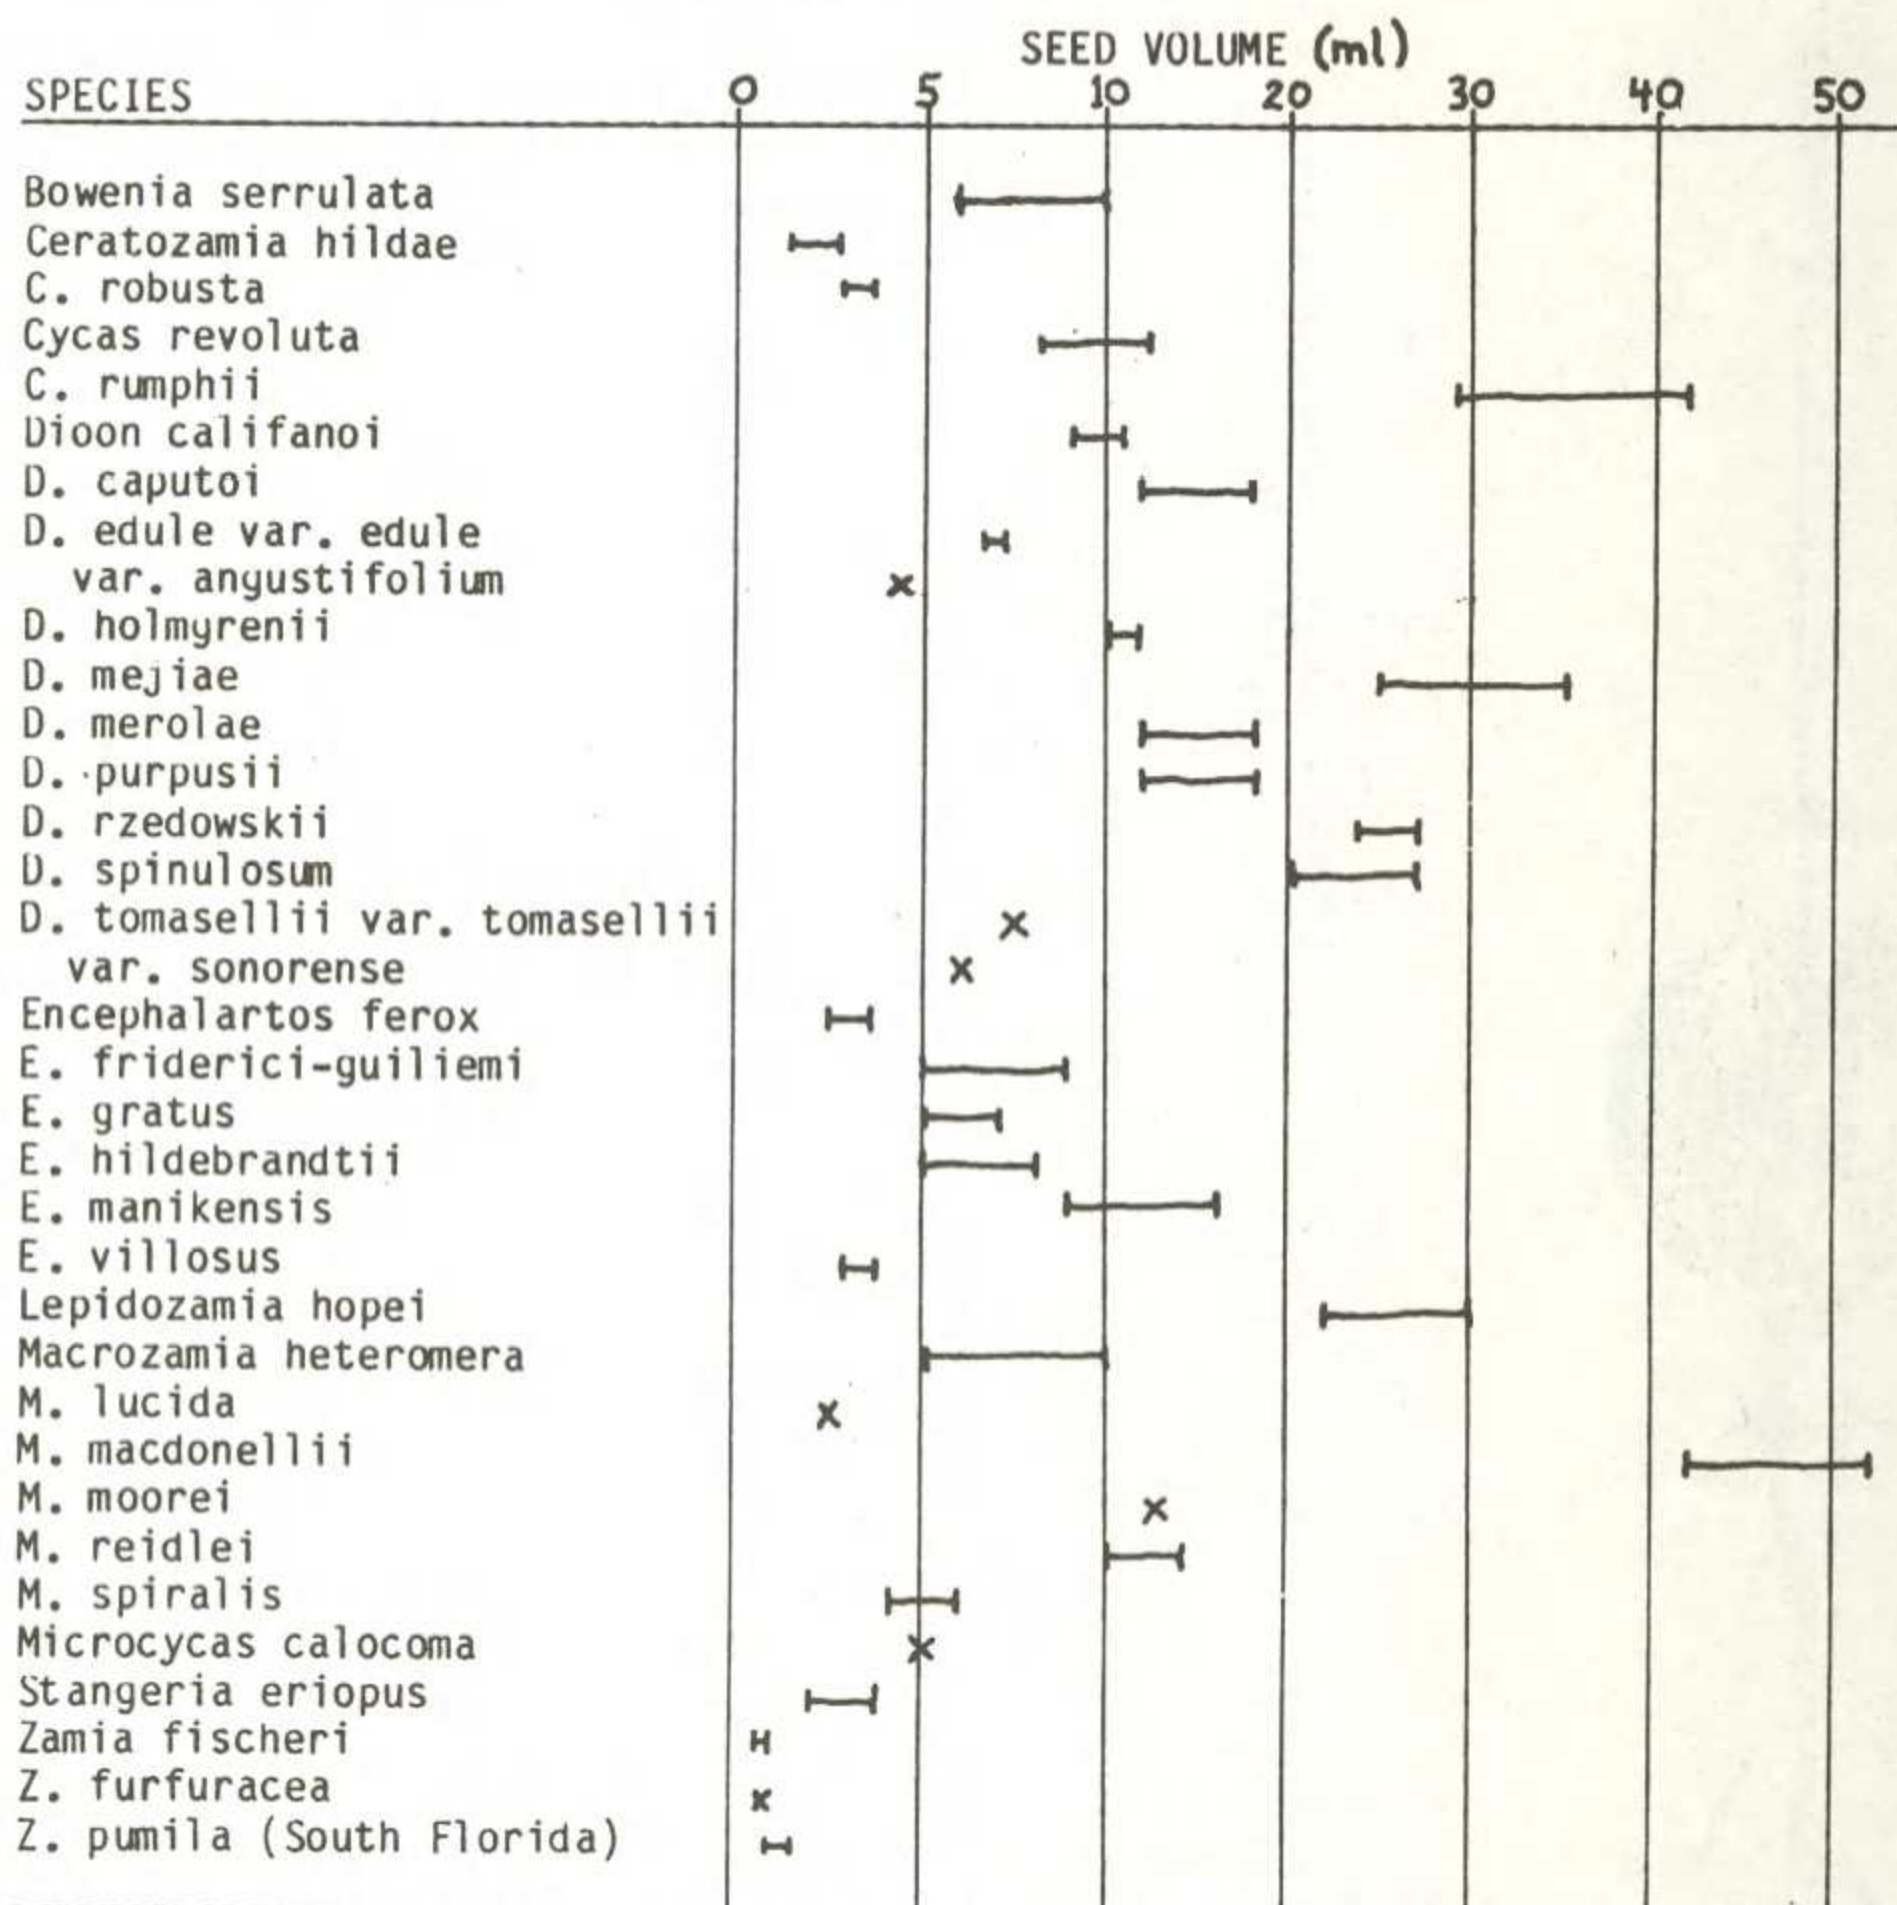 SEED VOLUME (ml)
SPECIES 0 5 10 20 30 40 50
Bowenia serrulata
Ceratozamia hildae
C. robusta
Cycas revoluta
C. rumphii
Dioon califanoi
D. caputoi
D. edule var. edule
var. angustifolium
D. holmgrenii
D. mejiae
D. merolae
D. purpusii
D. rzedowskii
D. spinulosum
D. tomasellii var. tomasellii
var. sonorense
Encephalartos ferox
E. friderici-guiliemi
E. gratus
E. hildebrandtii
E. manikensis
E. villosus
Lepidozamia hopei
Macrozamia heteromera
M. lucida
M. macdonellii
M. moorei
M. reidlei
M. spiralis
Microcycas calocoma
Stangeria eriopus
Zamia fischeri
Z. furfuracea
Z. pumila (South Florida)